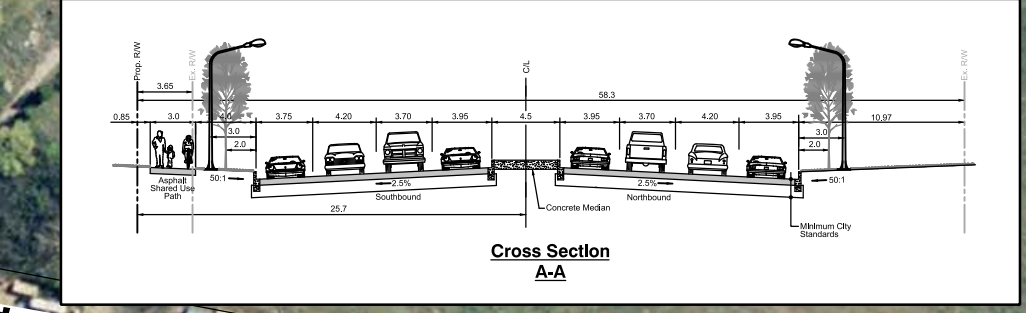 Prop. R/W
Ex. R/W
C/L
Ex. R/W
3.65
58.3
0.85
3.0
4.0
3.75
4.20
3.70
3.95
4.5
3.95
3.70
4.20
3.95
10.97
3.0
2.0
3.0
2.0
Asphalt
Shared Use
Path
50:1
2.5%
Southbound
2.5%
Northbound
50:1
25.7
Concrete Median
Minimum City
Standards
Cross Section
A-A